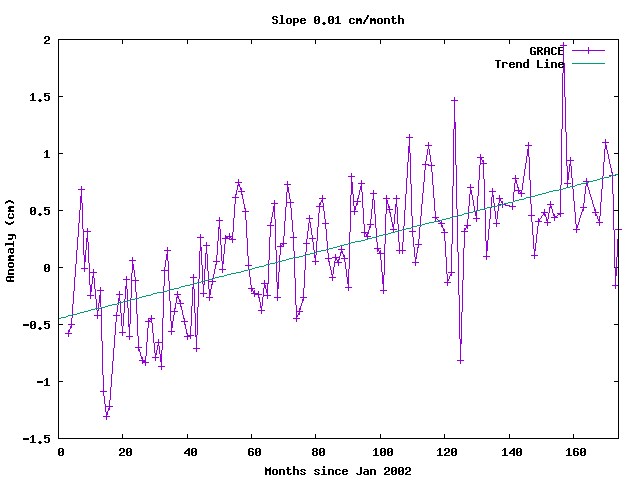 Slope 0.01 cm/month
GRACE
Trend Line
2
1.5
1
0.5
0
-0.5
-1
-1.5
Anomaly (cm)
0 20 40 60 80 100 120 140 160
Months since Jan 2002